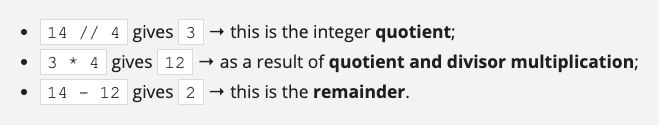 • 14 // 4 gives 3 → this is the integer quotient;
• 3 * 4 gives 12 → as a result of quotient and divisor multiplication;
• 14 - 12 gives 2 → this is the remainder.